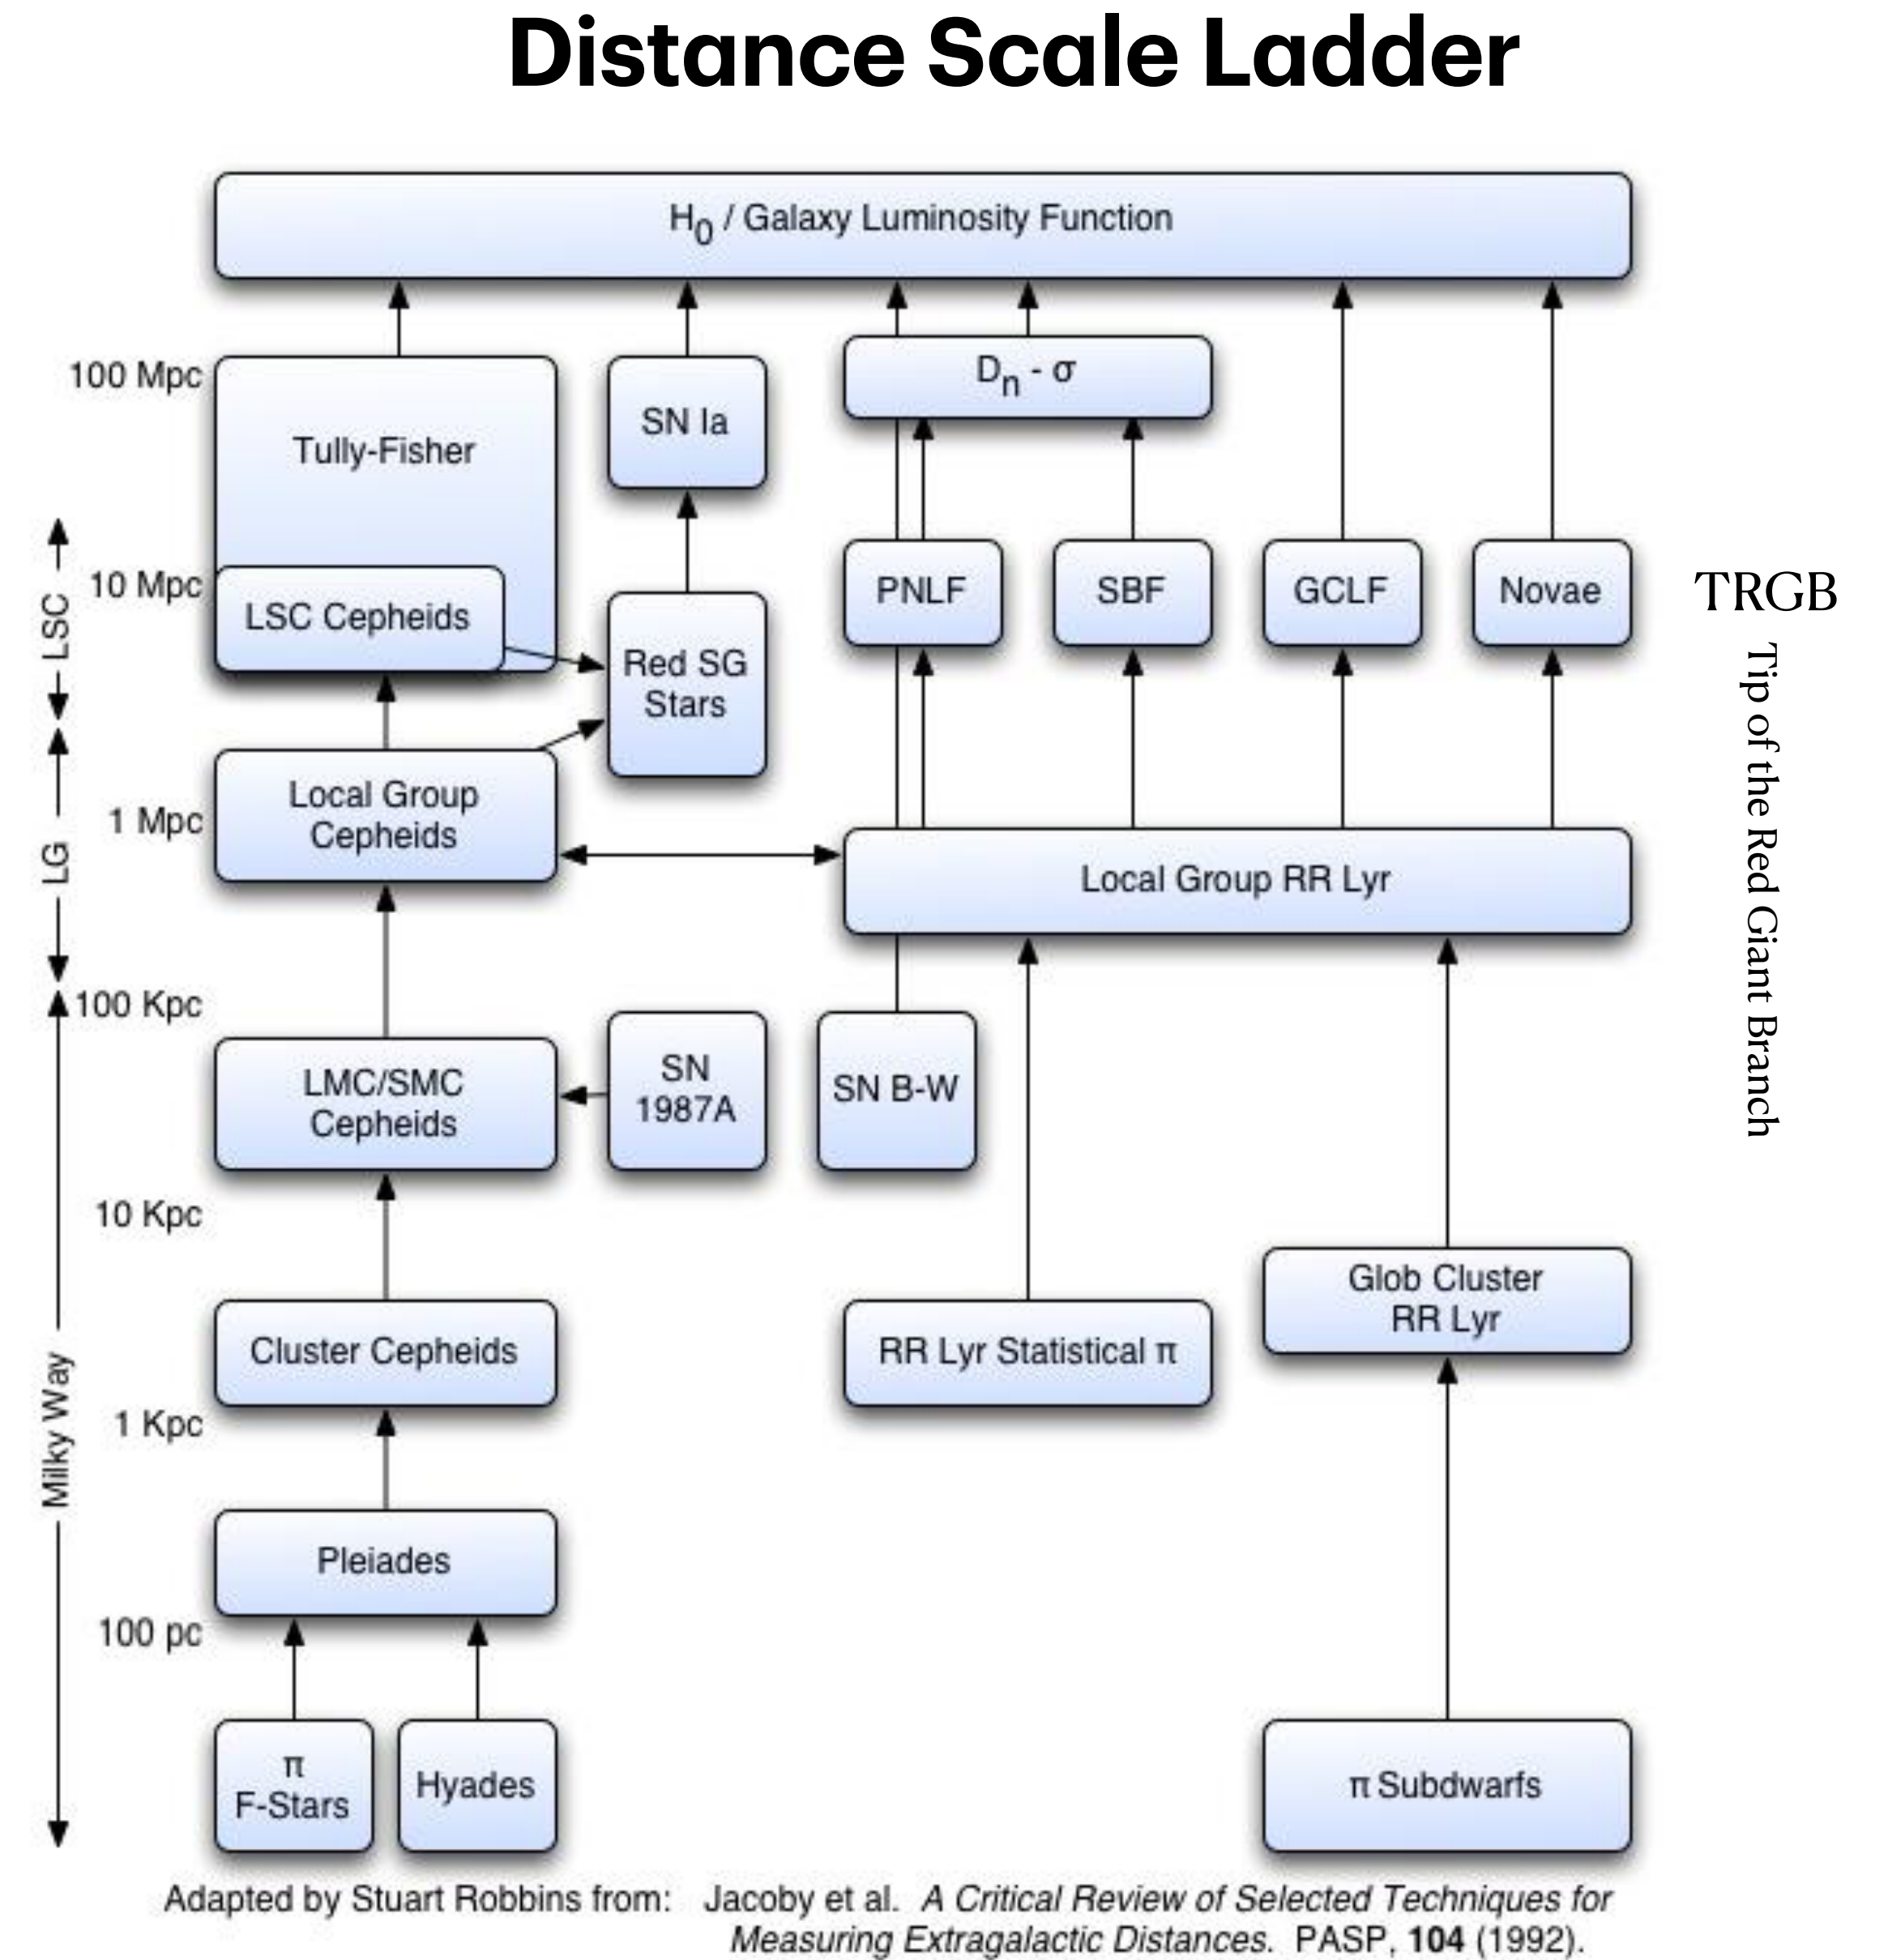 Distance Scale Ladder
H0 / Galaxy Luminosity Function
100 Mpc
Tully-Fisher
SN Ia
Dn - σ
10 Mpc
LSC Cepheids
Red SG
Stars
PNLF
SBF
GCLF
Novae
TRGB
Tip of the Red Giant Branch
LSC
1 Mpc
Local Group
Cepheids
Local Group RR Lyr
LG
100 Kpc
LMC/SMC
Cepheids
SN
1987A
SN B-W
10 Kpc
Cluster Cepheids
RR Lyr Statistical π
Glob Cluster
RR Lyr
1 Kpc
Milky Way
Pleiades
100 pc
π
F-Stars
Hyades
π Subdwarfs
Adapted by Stuart Robbins from: Jacoby et al. A Critical Review of Selected Techniques for
Measuring Extragalactic Distances. PASP, 104 (1992).